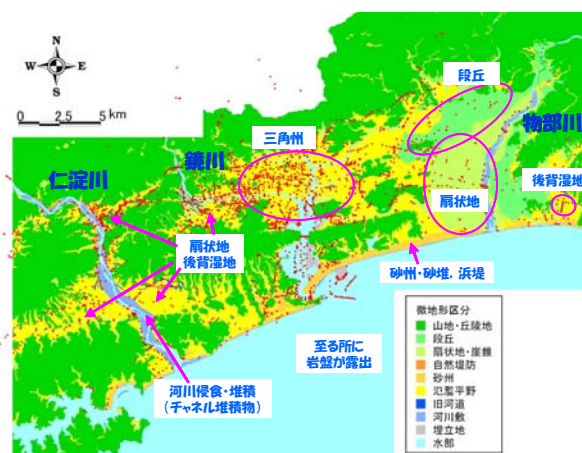 N
W E
S
0 2.5 5 km
段丘
物部川
三角州
鏡川
仁淀川
後背湿地
扇状地
扇状地
後背湿地
砂州・砂堆，浜堤
至る所に
岩盤が露出
河川侵食・堆積
（チャネル堆積物）
微地形区分
山地・丘陵地
段丘
扇状地・崖錐
自然堤防
砂州
氾濫平野
旧河道
河川敷
埋立地
水部